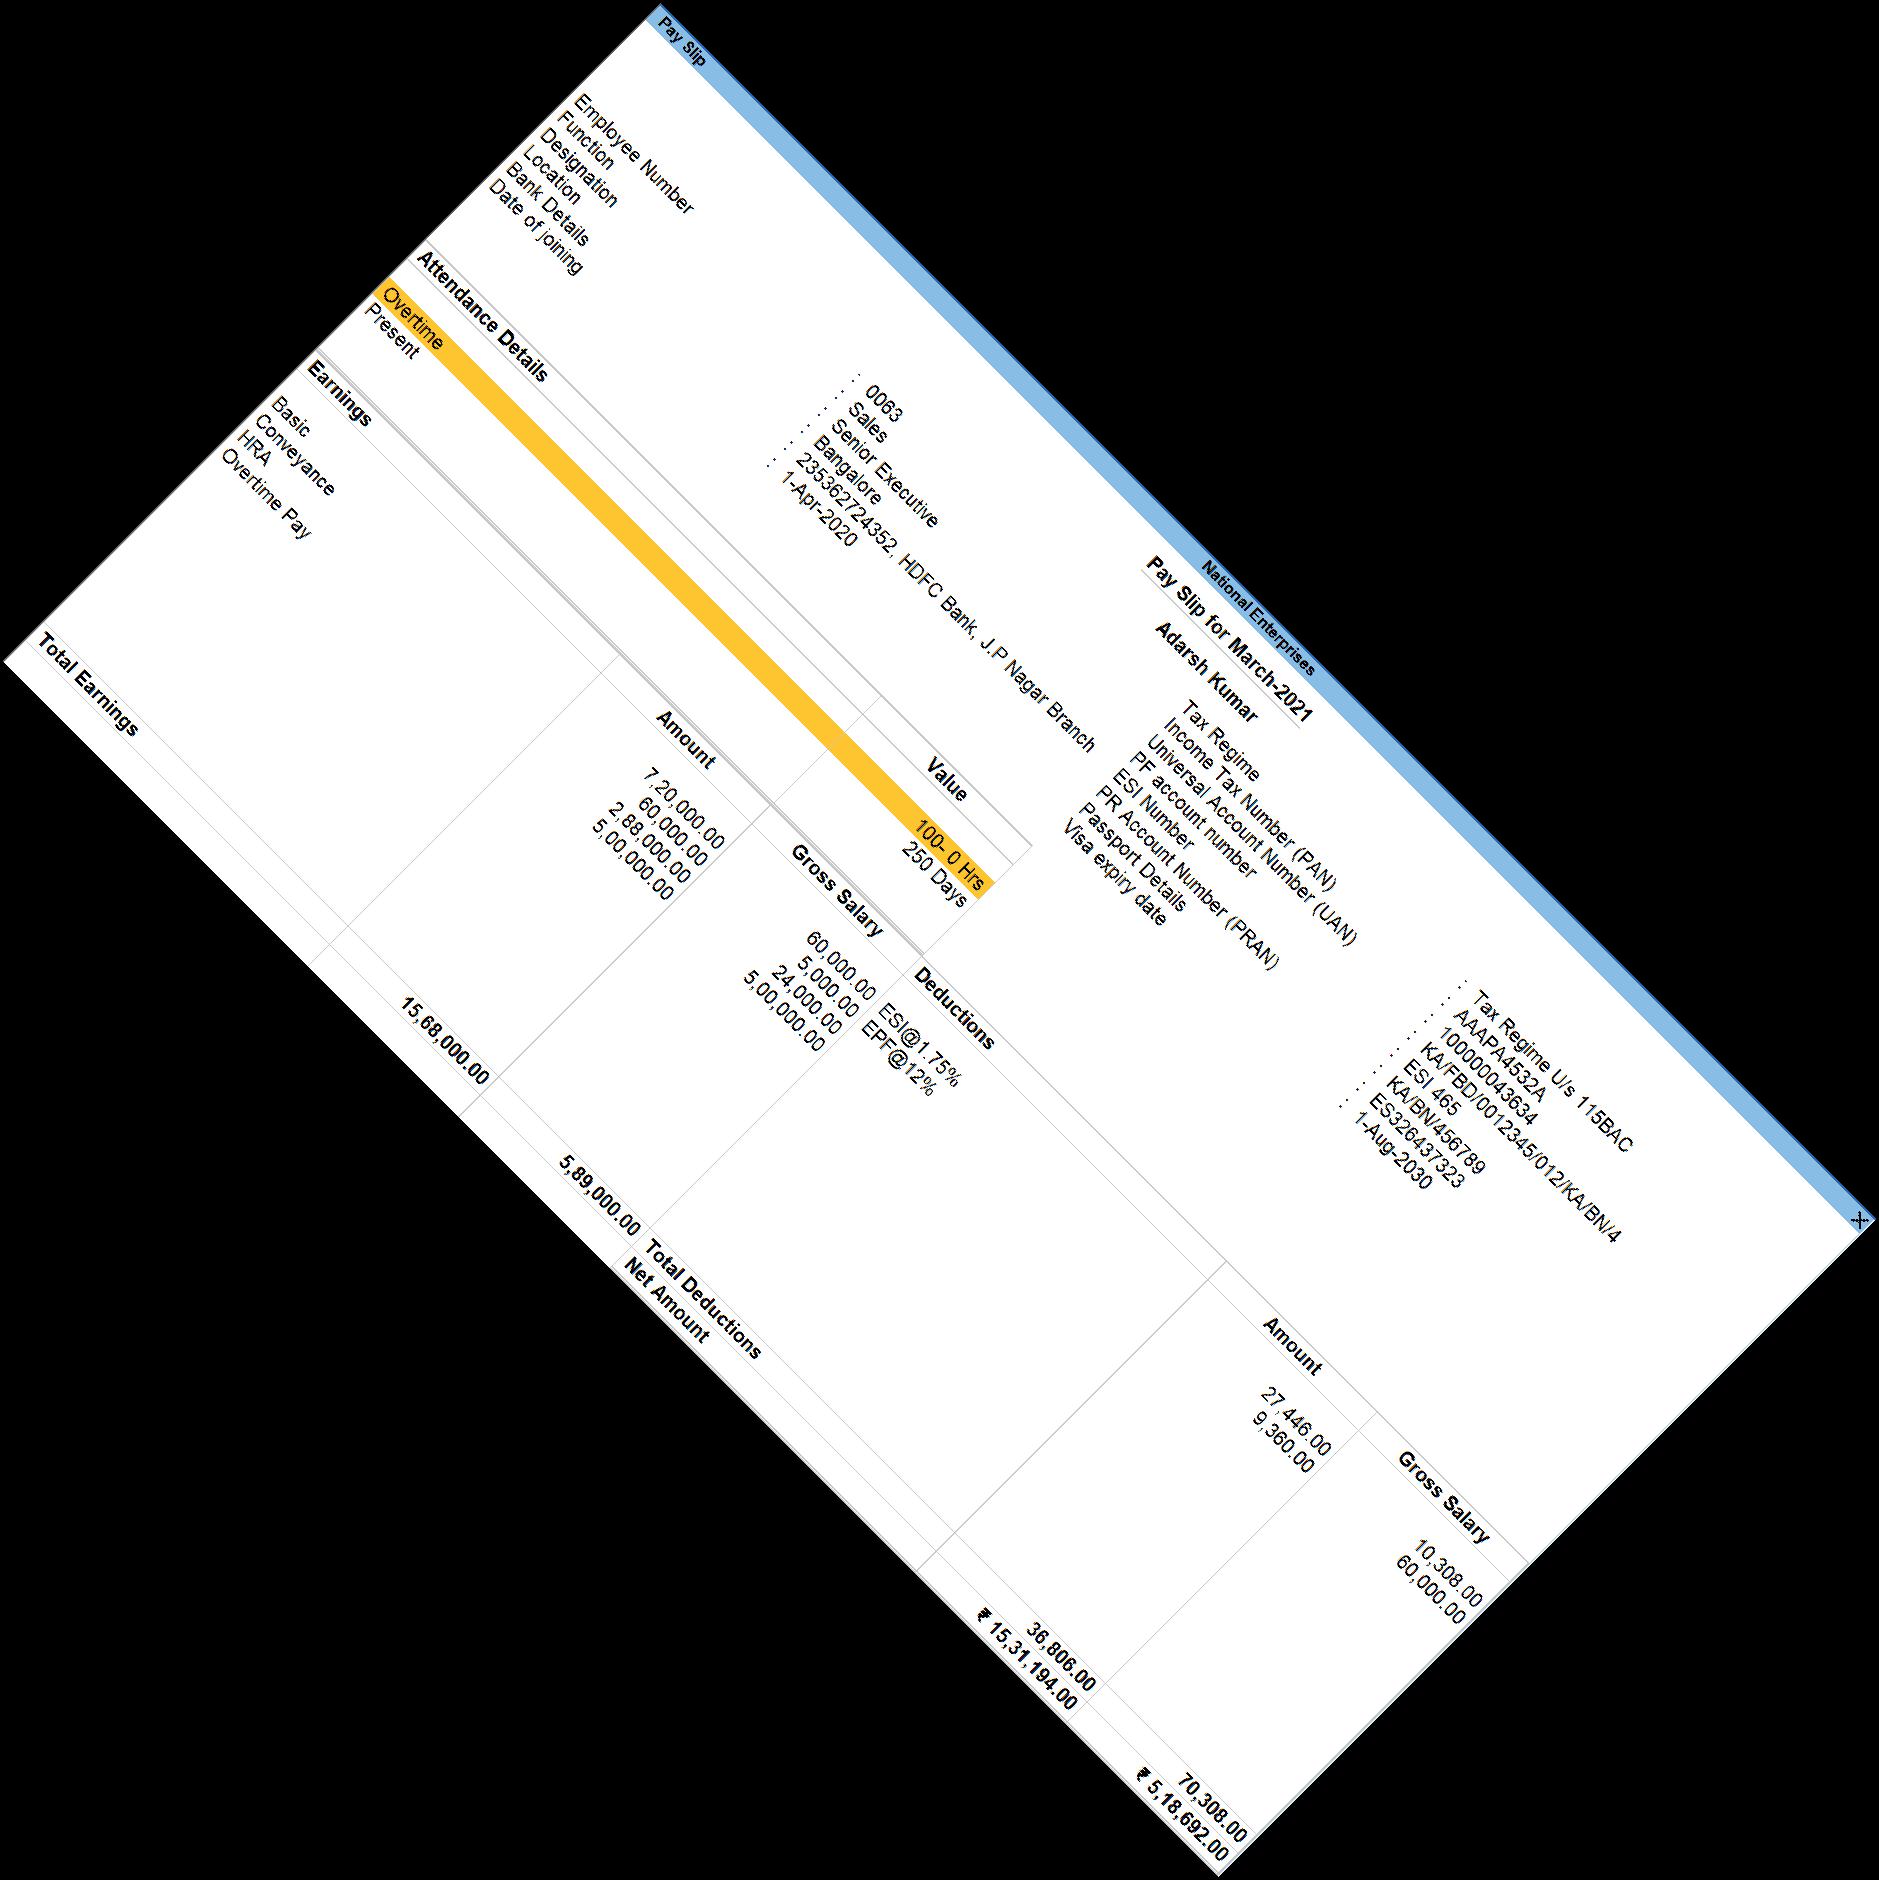 Pay Slip National Enterprises
Pay Slip for March-2021
Adarsh Kumar
Employee Number : 0063 Tax Regime : Tax Regime U/s 115BAC
Function : Sales Income Tax Number (PAN) : AAAPA4532A
Designation : Senior Executive Universal Account Number (UAN) : 100000043634
Location : Bangalore PF account number : KA/FBD/0012345/012/KA/BN/4
Bank Details : 235362724352, HDFC Bank, J.P Nagar Branch ESI Number : ESI 465
Date of joining : 1-Apr-2020 PR Account Number (PRAN) : KA/BN/456789
Passport Details : ES326437323
Visa expiry date : 1-Aug-2030
Attendance Details Value
Overtime 100- 0 Hrs
Present 250 Days
Earnings Amount Gross Salary Deductions Amount Gross Salary
Basic 7,20,000.00 60,000.00 ESI@1.75% 27,446.00 10,308.00
Conveyance 60,000.00 5,000.00 EPF@12% 9,360.00 60,000.00
HRA 2,88,000.00 24,000.00
Overtime Pay 5,00,000.00 5,00,000.00
Total Earnings 15,68,000.00 5,89,000.00 Total Deductions 36,806.00 70,308.00
Net Amount ₹ 15,31,194.00 ₹ 5,18,692.00